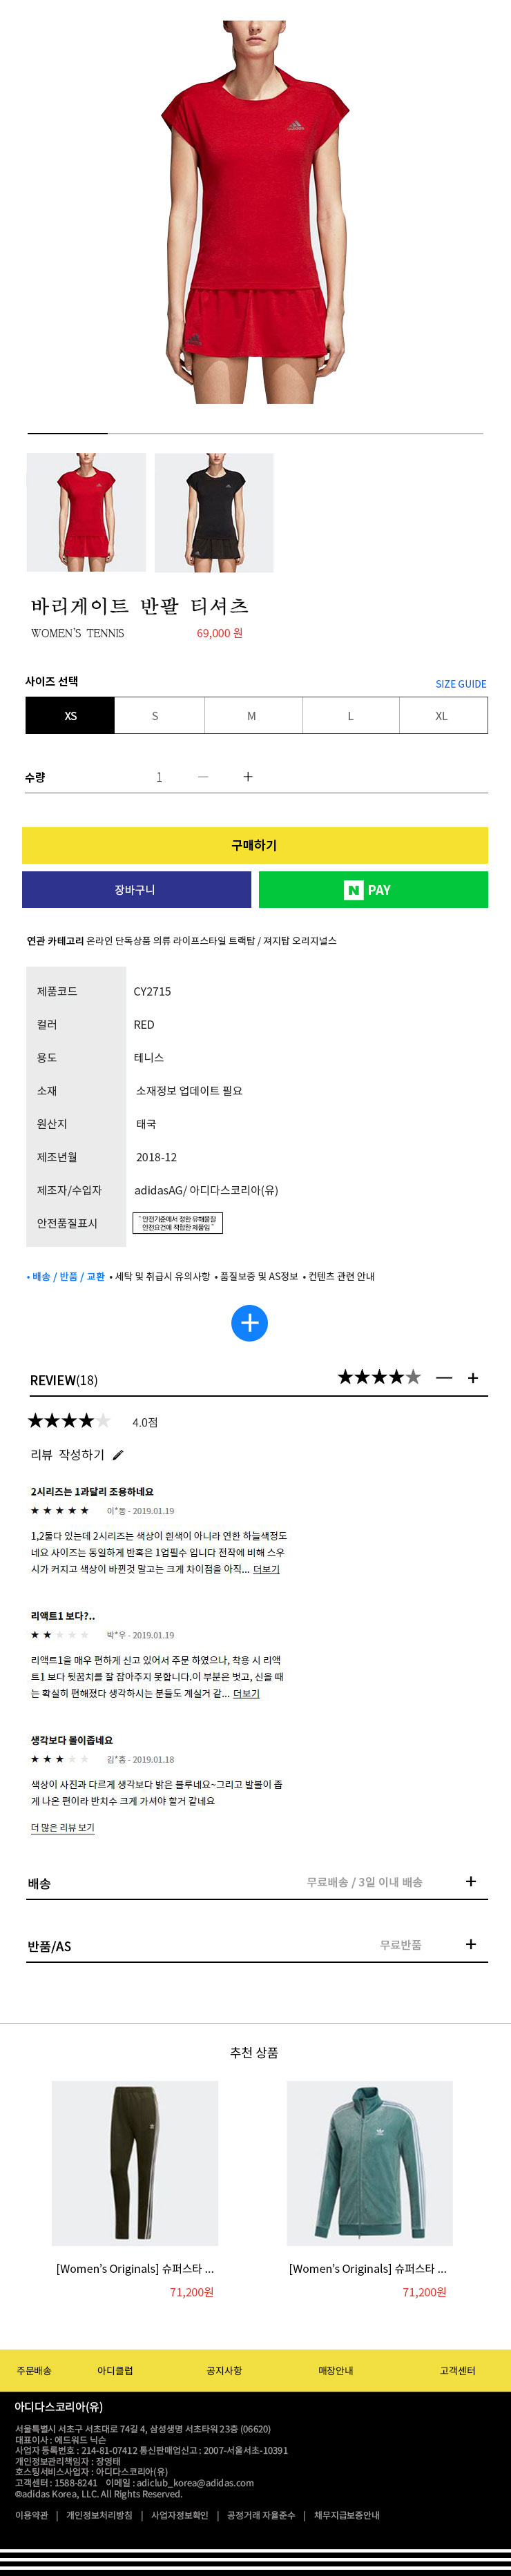 바리게이트 반팔 티셔츠
WOMEN'S TENNIS 69,000 원
사이즈 선택 SIZE GUIDE
XS S M L XL
수량 1 — +
구매하기
장바구니 N PAY
연관 카테고리 온라인 단독상품 의류 라이프스타일 트랙탑 / 져지탑 오리지널스
제품코드 CY2715
컬러 RED
용도 테니스
소재 소재정보 업데이트 필요
원산지 태국
제조년월 2018-12
제조자/수입자 adidasAG/ 아디다스코리아(유)
안전품질표시 " 안전기준에서 정한 유해물질
안전요건에 적합한 제품임 "
• 배송 / 반품 / 교환 • 세탁 및 취급시 유의사항 • 품질보증 및 AS정보 • 컨텐츠 관련 안내
+
REVIEW(18) ★★★★★ — +
★★★★★ 4.0점
리뷰 작성하기
2시리즈는 1과달리 조용하네요
★ ★ ★ ★ ★ 이*동 - 2019.01.19
1,2둘다 있는데 2시리즈는 색상이 흰색이 아니라 연한 하늘색정도
네요 사이즈는 동일하게 반혹은 1업필수 입니다 전작에 비해 스우
시가 커지고 색상이 바뀐것 말고는 크게 차이점을 아직... 더보기
리액트1 보다?..
★ ★ ★ ★ ★ 박*우 - 2019.01.19
리액트1을 매우 편하게 신고 있어서 주문 하였으나, 착용 시 리액
트1 보다 뒷꿈치를 잘 잡아주지 못합니다.이 부분은 벗고, 신을 때
는 확실히 편해졌다 생각하시는 분들도 계실거 같... 더보기
생각보다 볼이좁네요
★ ★ ★ ★ ★ 김*홍 - 2019.01.18
색상이 사진과 다르게 생각보다 밝은 블루네요~그리고 발볼이 좁
게 나온 편이라 반치수 크게 가셔야 할거 같네요
더 많은 리뷰 보기
배송 무료배송 / 3일 이내 배송 +
반품/AS 무료반품 +
추천 상품
[Women's Originals] 슈퍼스타 ... [Women's Originals] 슈퍼스타 ...
71,200원 71,200원
주문배송 아디클럽 공지사항 매장안내 고객센터
아디다스코리아(유)
서울특별시 서초구 서초대로 74길 4, 삼성생명 서초타워 23층 (06620)
대표이사 : 에드워드 닉슨
사업자 등록번호 : 214-81-07412 통신판매업신고 : 2007-서울서초-10391
개인정보관리책임자 : 장영태
호스팅서비스사업자 : 아디다스코리아(유)
고객센터 : 1588-8241 이메일 : adiclub_korea@adidas.com
©adidas Korea, LLC. All Rights Reserved.
이용약관 | 개인정보처리방침 | 사업자정보확인 | 공정거래 자율준수 | 채무지급보증안내